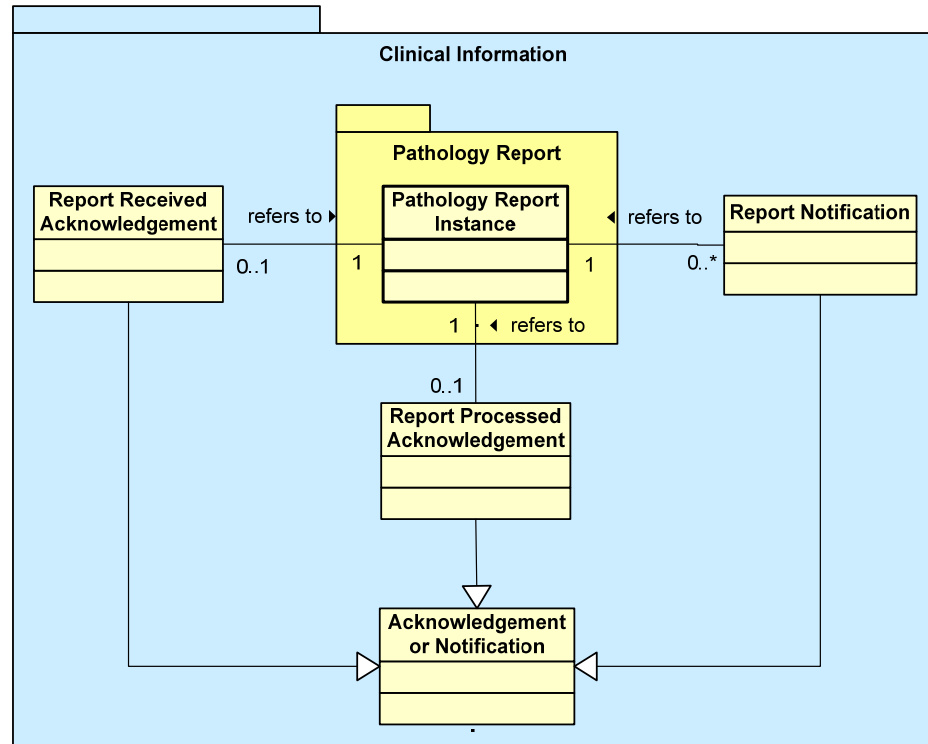 Clinical Information
Pathology Report
Report Received
Acknowledgement
refers to
Pathology Report
Instance
refers to
Report Notification
0..1
1
1
0..*
1
refers to
0..1
Report Processed
Acknowledgement
Acknowledgement
or Notification